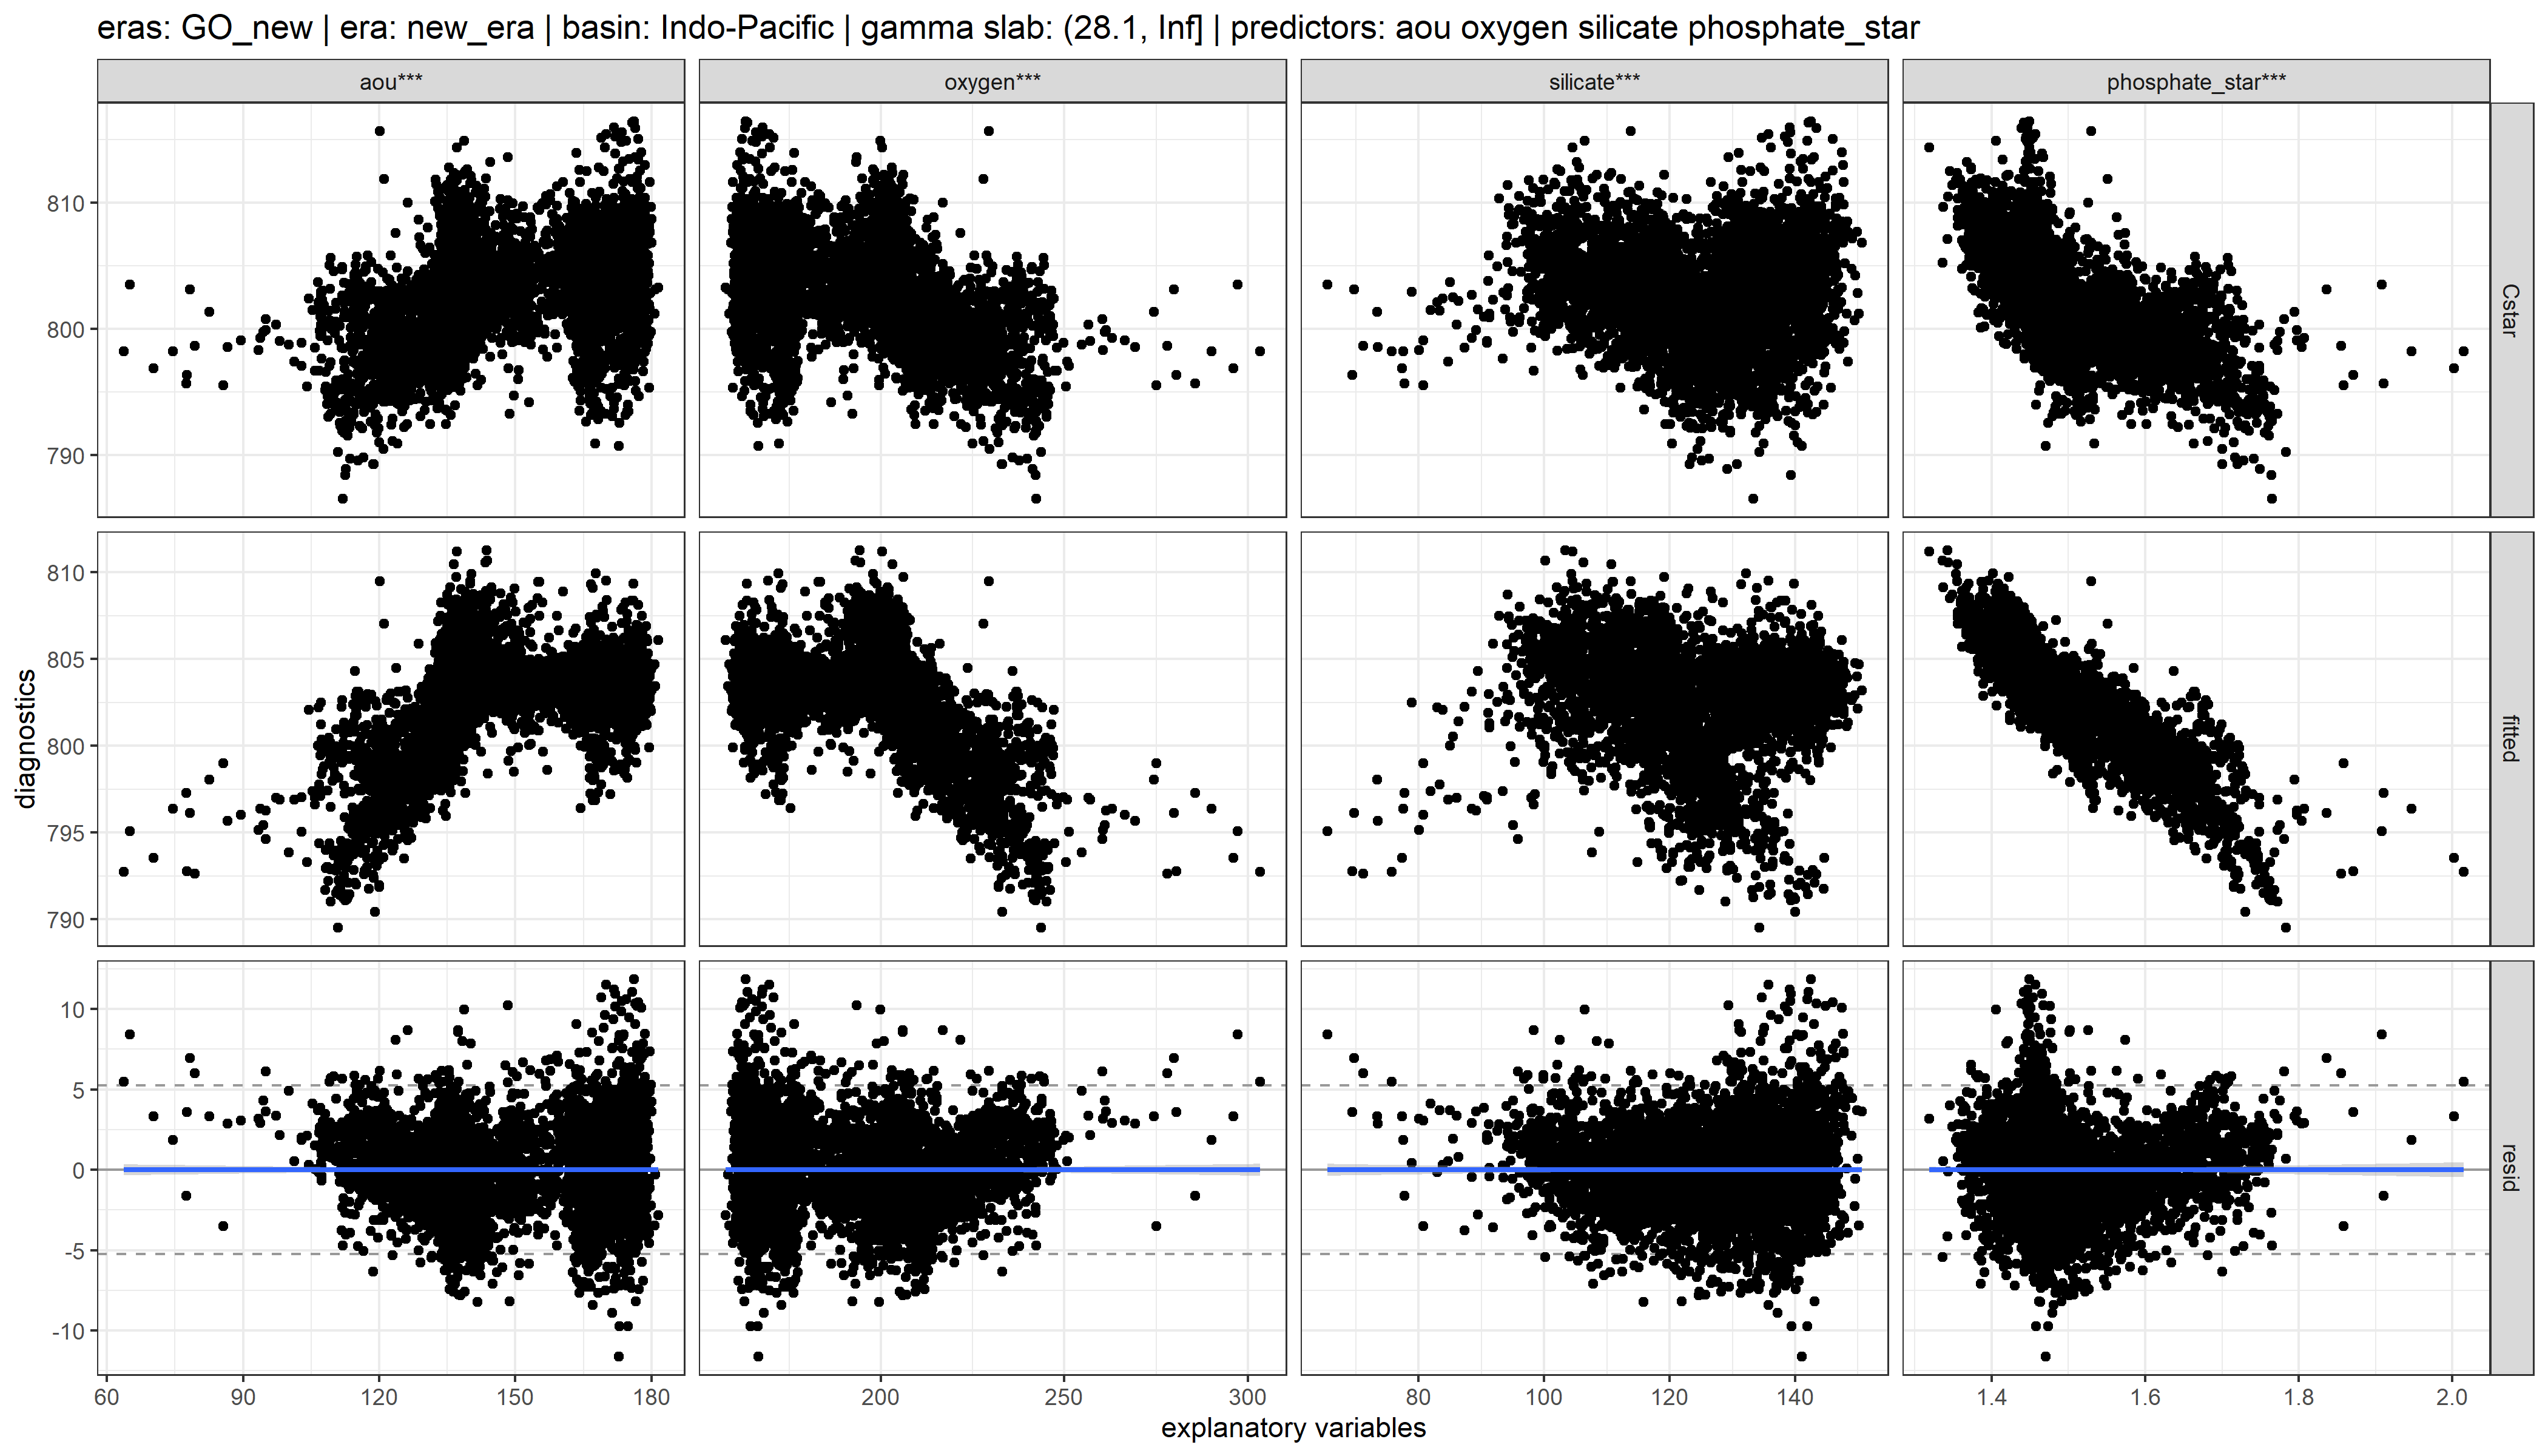 eras: GO_new | era: new_era | basin: Indo-Pacific | gamma slab: (28.1, Inf] | predictors: aou oxygen silicate phosphate_star
aou***
oxygen***
silicate***
phosphate_star***
810
800
790
Cstar
810
805
800
795
790
fitted
10
5
0
-5
-10
resid
diagnostics
60
90
120
150
180
200
250
300
80
100
120
140
1.4
1.6
1.8
2.0
explanatory variables